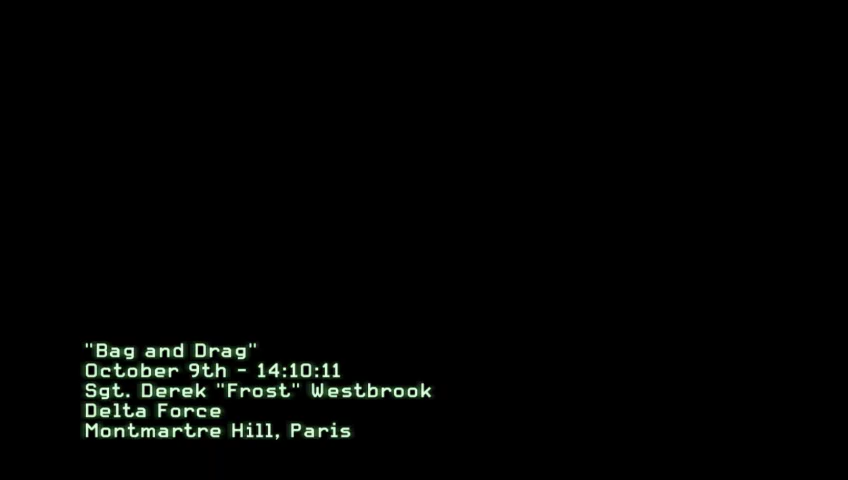 "Bag and Drag"
October 9th - 14:10:11
Sgt. Derek "Frost" Westbrook
Delta Force
Montmartre Hill, Paris